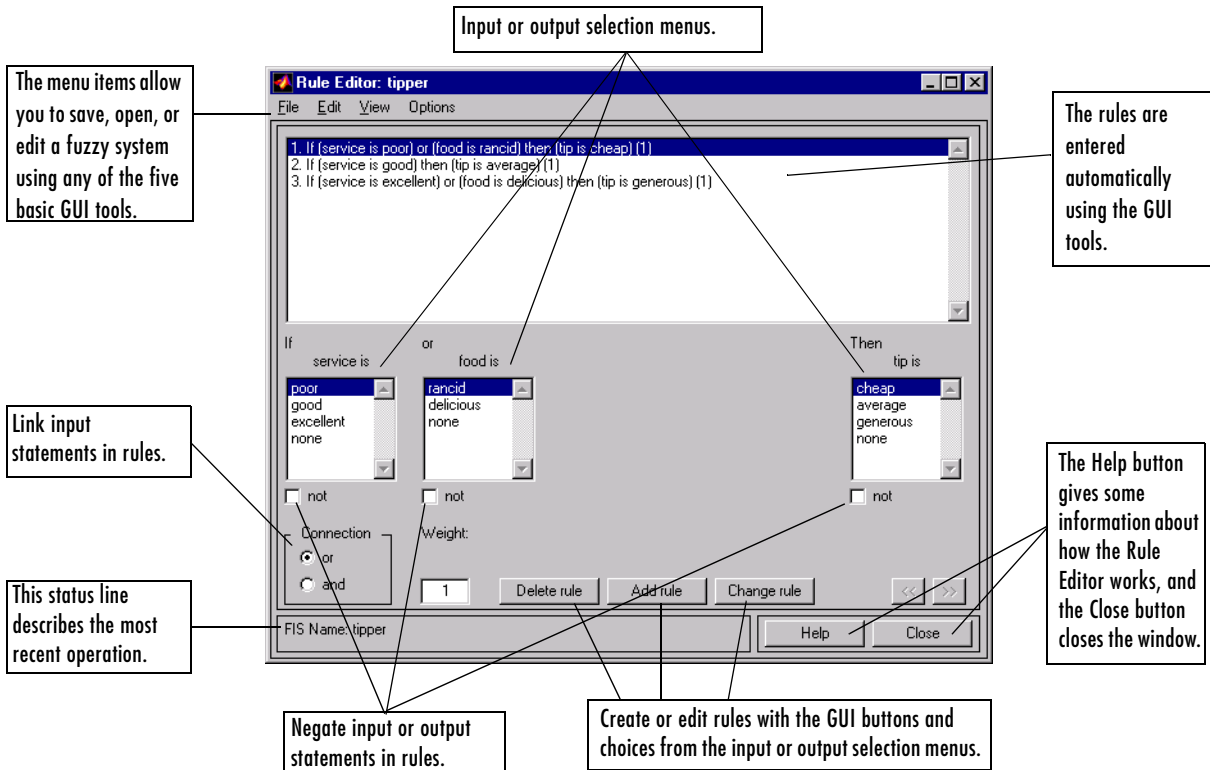 Input or output selection menus.
The menu items allow
you to save, open, or
edit a fuzzy system
using any of the five
basic GUI tools.
Rule Editor: tipper
File Edit View Options
1. If (service is poor) or (food is rancid) then (tip is cheap) (1)
2. If (service is good) then (tip is average) (1)
3. If (service is excellent) or (food is delicious) then (tip is generous) (1)
The rules are
entered
automatically
using the GUI
tools.
If
service is
or
food is
Then
tip is
poor
good
excellent
none
rancid
delicious
none
cheap
average
generous
none
not
not
not
Link input
statements in rules.
Connection
or
and
Weight:
1
Delete rule
Add rule
Change rule
<<
>>
The Help button
gives some
information about
how the Rule
Editor works, and
the Close button
closes the window.
This status line
describes the most
recent operation.
FIS Name: tipper
Help
Close
Negate input or output
statements in rules.
Create or edit rules with the GUI buttons and
choices from the input or output selection menus.